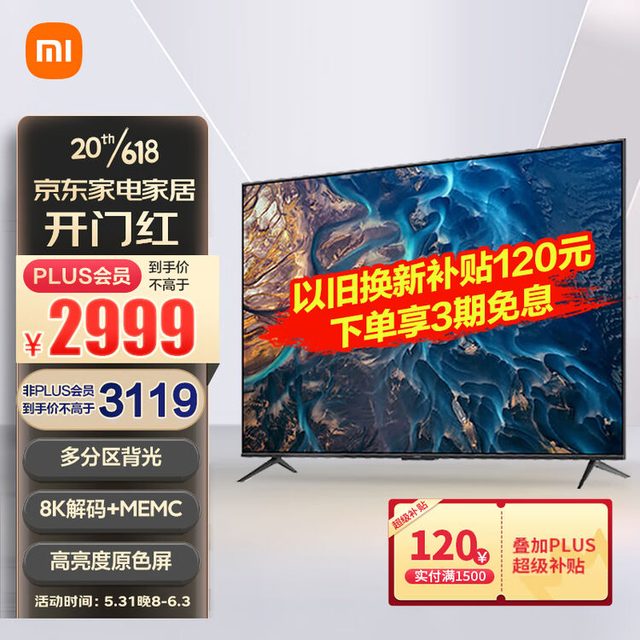 mi
20th/618
京东家电家居
开门红
PLUS会员
到手价
不高于
¥2999
非PLUS会员
到手价不高于
3119
多分区背光
8K解码+MEMC
高亮度原色屏
活动时间：5.31晚8-6.3
以旧换新补贴120元
下单享3期免息
超级补贴
120¥
实付满1500
叠加PLUS
超级补贴